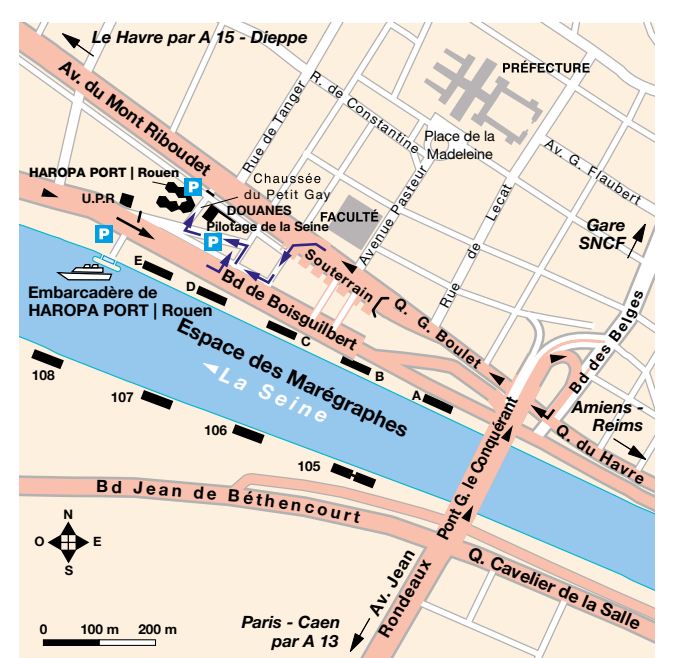 Le Havre par A 15 - Dieppe
PRÉFECTURE
Av. du Mont Riboudet
R. de Constantine
Rue de Tanger
Place de la
Madeleine
Av. G. Flaubert
HAROPA PORT | Rouen
P
Chaussée
du Petit Gay
U.P.R
DOUANES
FACULTÉ
Pilotage de la Seine
Avenue Pasteur
Rue de Lecat
Gare
SNCF
P
P
Souterrain
E
D
Embarcadère de
HAROPA PORT | Rouen
Bd de Boisguilbert
Q. G. Boulet
Bd des Belges
C
B
A
Espace des Marégraphes
La Seine
108
107
106
105
Amiens -
Reims
Q. du Havre
Pont G. le Conquérant
Bd Jean de Béthencourt
N
O
E
S
Q. Cavelier de la Salle
Av. Jean
Rondeaux
Paris - Caen
par A 13
0 100 m 200 m